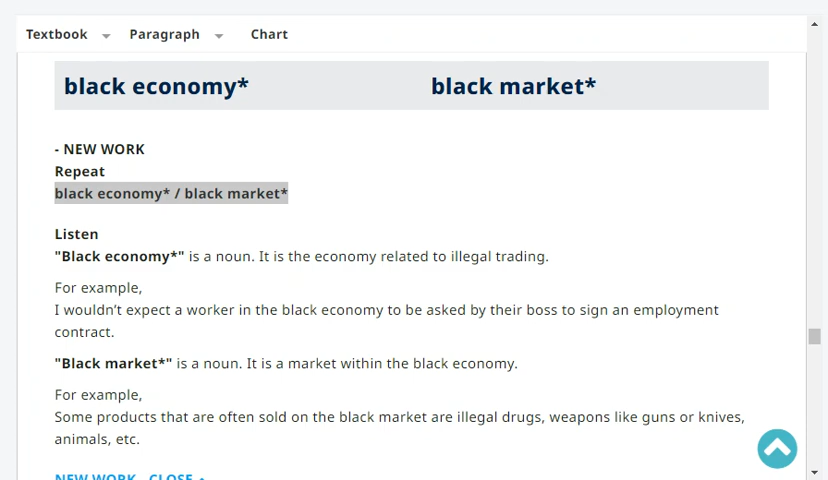 Textbook Paragraph Chart
black economy* black market*
- NEW WORK
Repeat
black economy* / black market*
Listen
"Black economy*" is a noun. It is the economy related to illegal trading.
For example,
I wouldn’t expect a worker in the black economy to be asked by their boss to sign an employment
contract.
"Black market*" is a noun. It is a market within the black economy.
For example,
Some products that are often sold on the black market are illegal drugs, weapons like guns or knives,
animals, etc.
NEW WORK - CLOSE